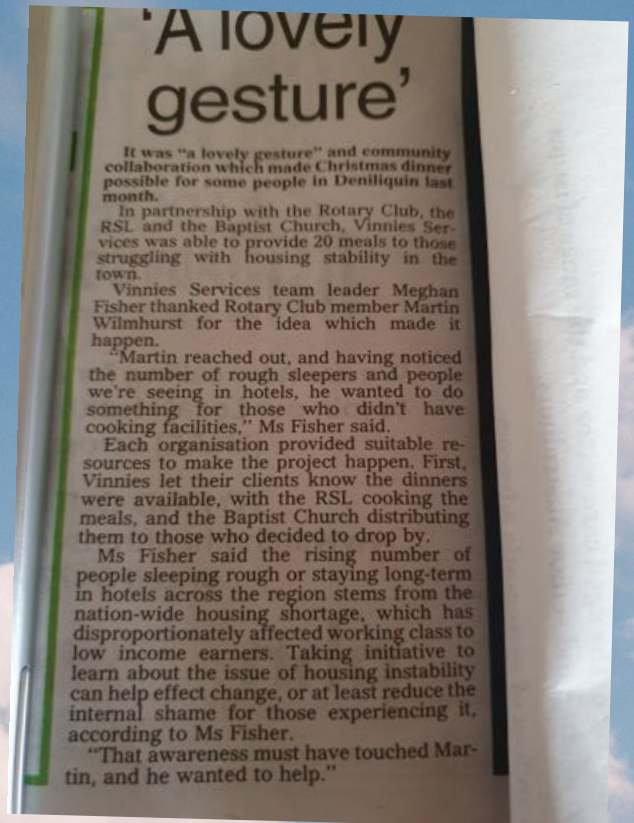 'A lovely
gesture'
It was "a lovely gesture" and community
collaboration which made Christmas dinner
possible for some people in Deniliquin last
month.
In partnership with the Rotary Club, the
RSL and the Baptist Church, Vinnies Ser-
vices was able to provide 20 meals to those
struggling with housing stability in the
town.
Vinnies Services team leader Meghan
Fisher thanked Rotary Club member Martin
Wilmhurst for the idea which made it
happen.
"Martin reached out, and having noticed
the number of rough sleepers and people
we're seeing in hotels, he wanted to do
something for those who didn't have
cooking facilities," Ms Fisher said.
Each organisation provided suitable re-
sources to make the project happen. First,
Vinnies let their clients know the dinners
were available, with the RSL cooking the
meals, and the Baptist Church distributing
them to those who decided to drop by.
Ms Fisher said the rising number of
people sleeping rough or staying long-term
in hotels across the region stems from the
nation-wide housing shortage, which has
disproportionately affected working class to
low income earners. Taking initiative to
learn about the issue of housing instability
can help effect change, or at least reduce the
internal shame for those experiencing it,
according to Ms Fisher.
"That awareness must have touched Mar-
tin, and he wanted to help."